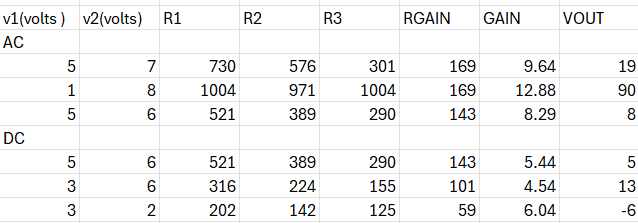 v1(volts ) v2(volts) R1 R2 R3 RGAIN GAIN VOUT
AC
5 7 730 576 301 169 9.64 19
1 8 1004 971 1004 169 12.88 90
5 6 521 389 290 143 8.29 8
DC
5 6 521 389 290 143 5.44 5
3 6 316 224 155 101 4.54 13
3 2 202 142 125 59 6.04 -6